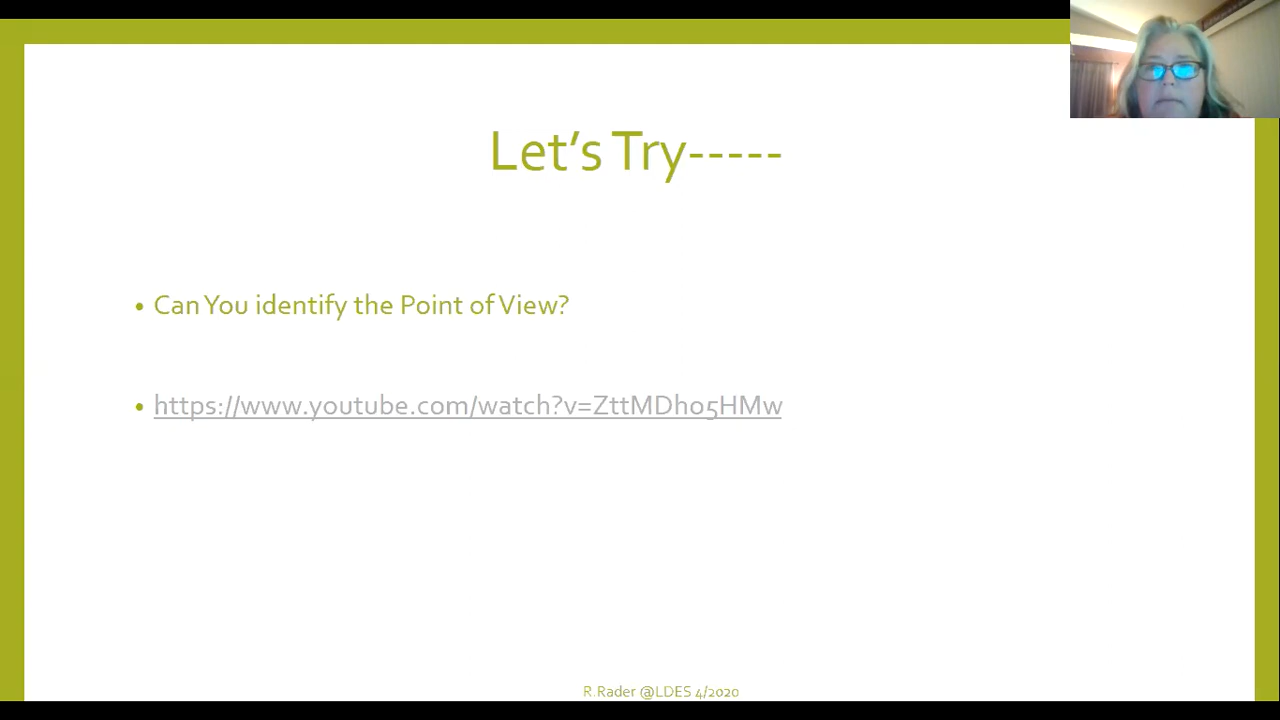 Let's Try-----
• Can You identify the Point of View?
• https://www.youtube.com/watch?v=ZttMDho5HMw
R.Rader @LDES 4/2020